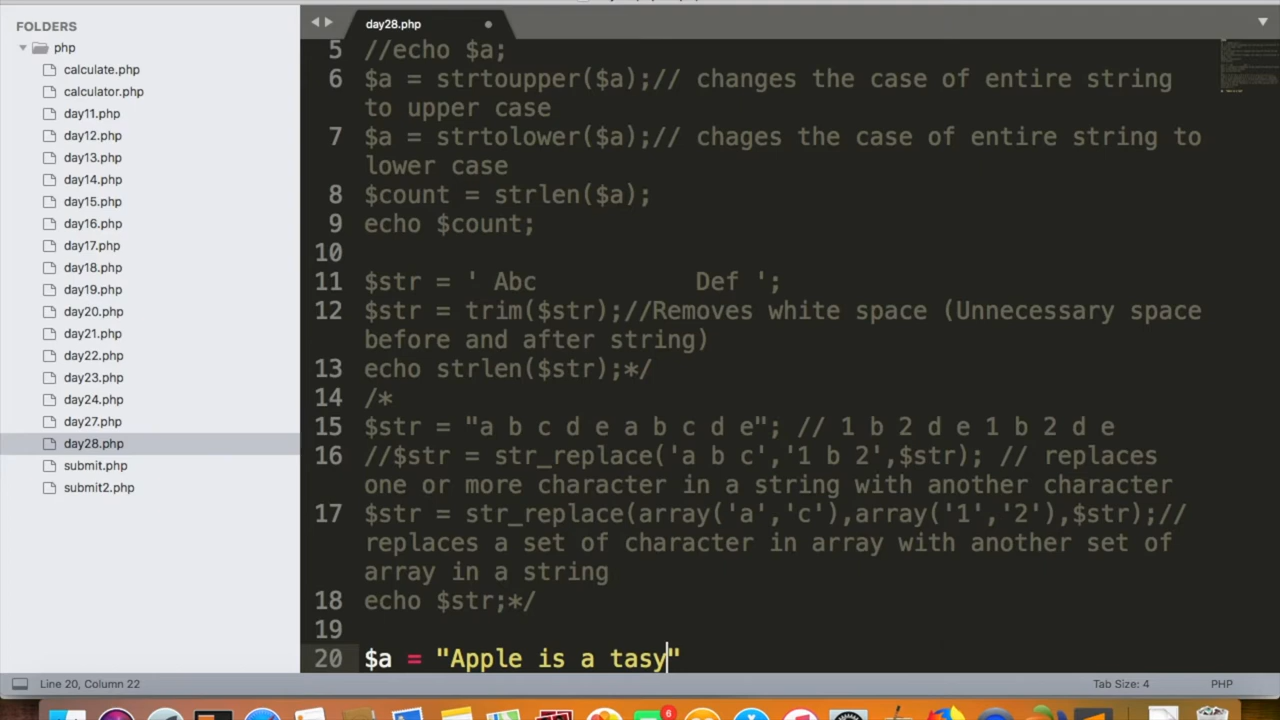 FOLDERS
php
calculate.php
calculator.php
day11.php
day12.php
day13.php
day14.php
day15.php
day16.php
day17.php
day18.php
day19.php
day20.php
day21.php
day22.php
day23.php
day24.php
day27.php
day28.php
submit.php
submit2.php
day28.php
5 //echo $a;
6 $a = strtoupper($a);// changes the case of entire string
to upper case
7 $a = strtolower($a);// chages the case of entire string to
lower case
8 $count = strlen($a);
9 echo $count;
10
11 $str = ' Abc           Def ';
12 $str = trim($str);//Removes white space (Unnecessary space
before and after string)
13 echo strlen($str);*/
14 /*
15 $str = "a b c d e a b c d e"; // 1 b 2 d e 1 b 2 d e
16 //$str = str_replace('a b c','1 b 2',$str); // replaces
one or more character in a string with another character
17 $str = str_replace(array('a','c'),array('1','2'),$str);//
replaces a set of character in array with another set of
array in a string
18 echo $str;*/
19
20 $a = "Apple is a tasy"
Line 20, Column 22
Tab Size: 4
PHP
6